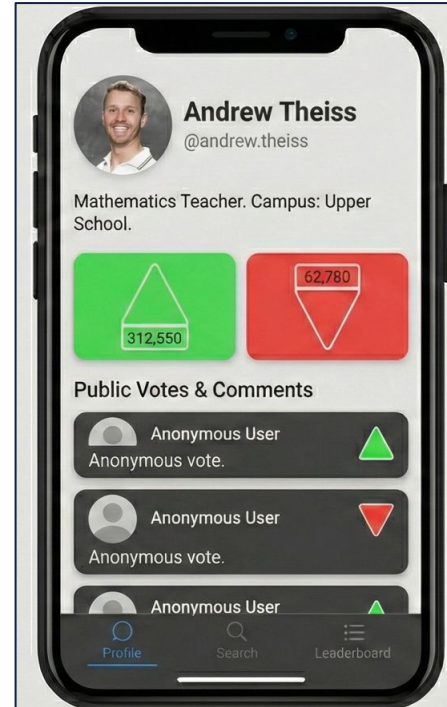 Andrew Theiss
@andrew.theiss
Mathematics Teacher. Campus: Upper
School.
312,550
62,780
Public Votes & Comments
Anonymous User
Anonymous vote.
Anonymous User
Anonymous vote.
Anonymous User
Profile
Search
Leaderboard